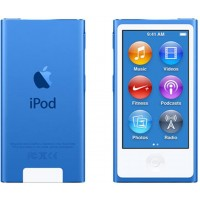 iPod
9:41 AM
Music
Videos
Fitness
Podcasts
Photos
Radio